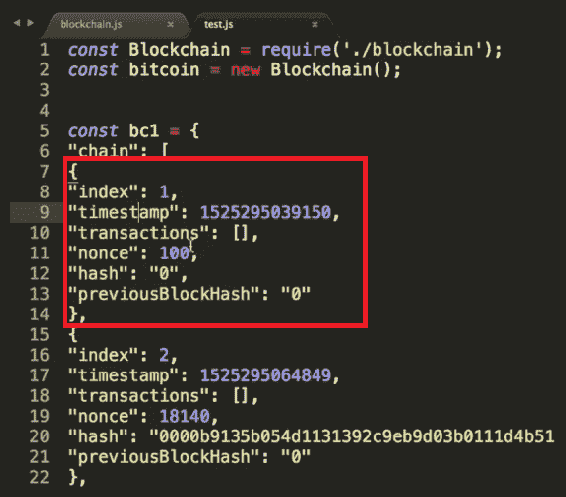 blockchain.js × test.js ×
1 const Blockchain = require('./blockchain');
2 const bitcoin = new Blockchain();
3
4
5 const bc1 = {
6 "chain": [
7 {
8 "index": 1,
9 "timestamp": 1525295039150,
10 "transactions": [],
11 "nonce": 100,
12 "hash": "0",
13 "previousBlockHash": "0"
14 },
15 {
16 "index": 2,
17 "timestamp": 1525295064849,
18 "transactions": [],
19 "nonce": 18140,
20 "hash": "0000b9135b054d1131392c9eb9d03b0111d4b51
21 "previousBlockHash": "0"
22 },